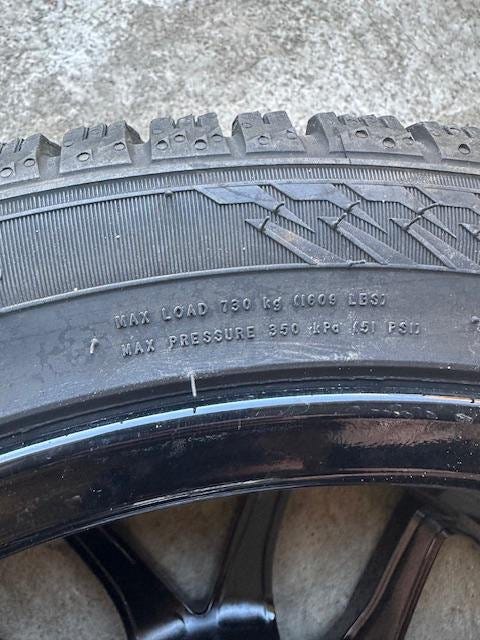 MAX LOAD 730 kg (1609 LBS)
MAX PRESSURE 350 kPa (51 PSI)